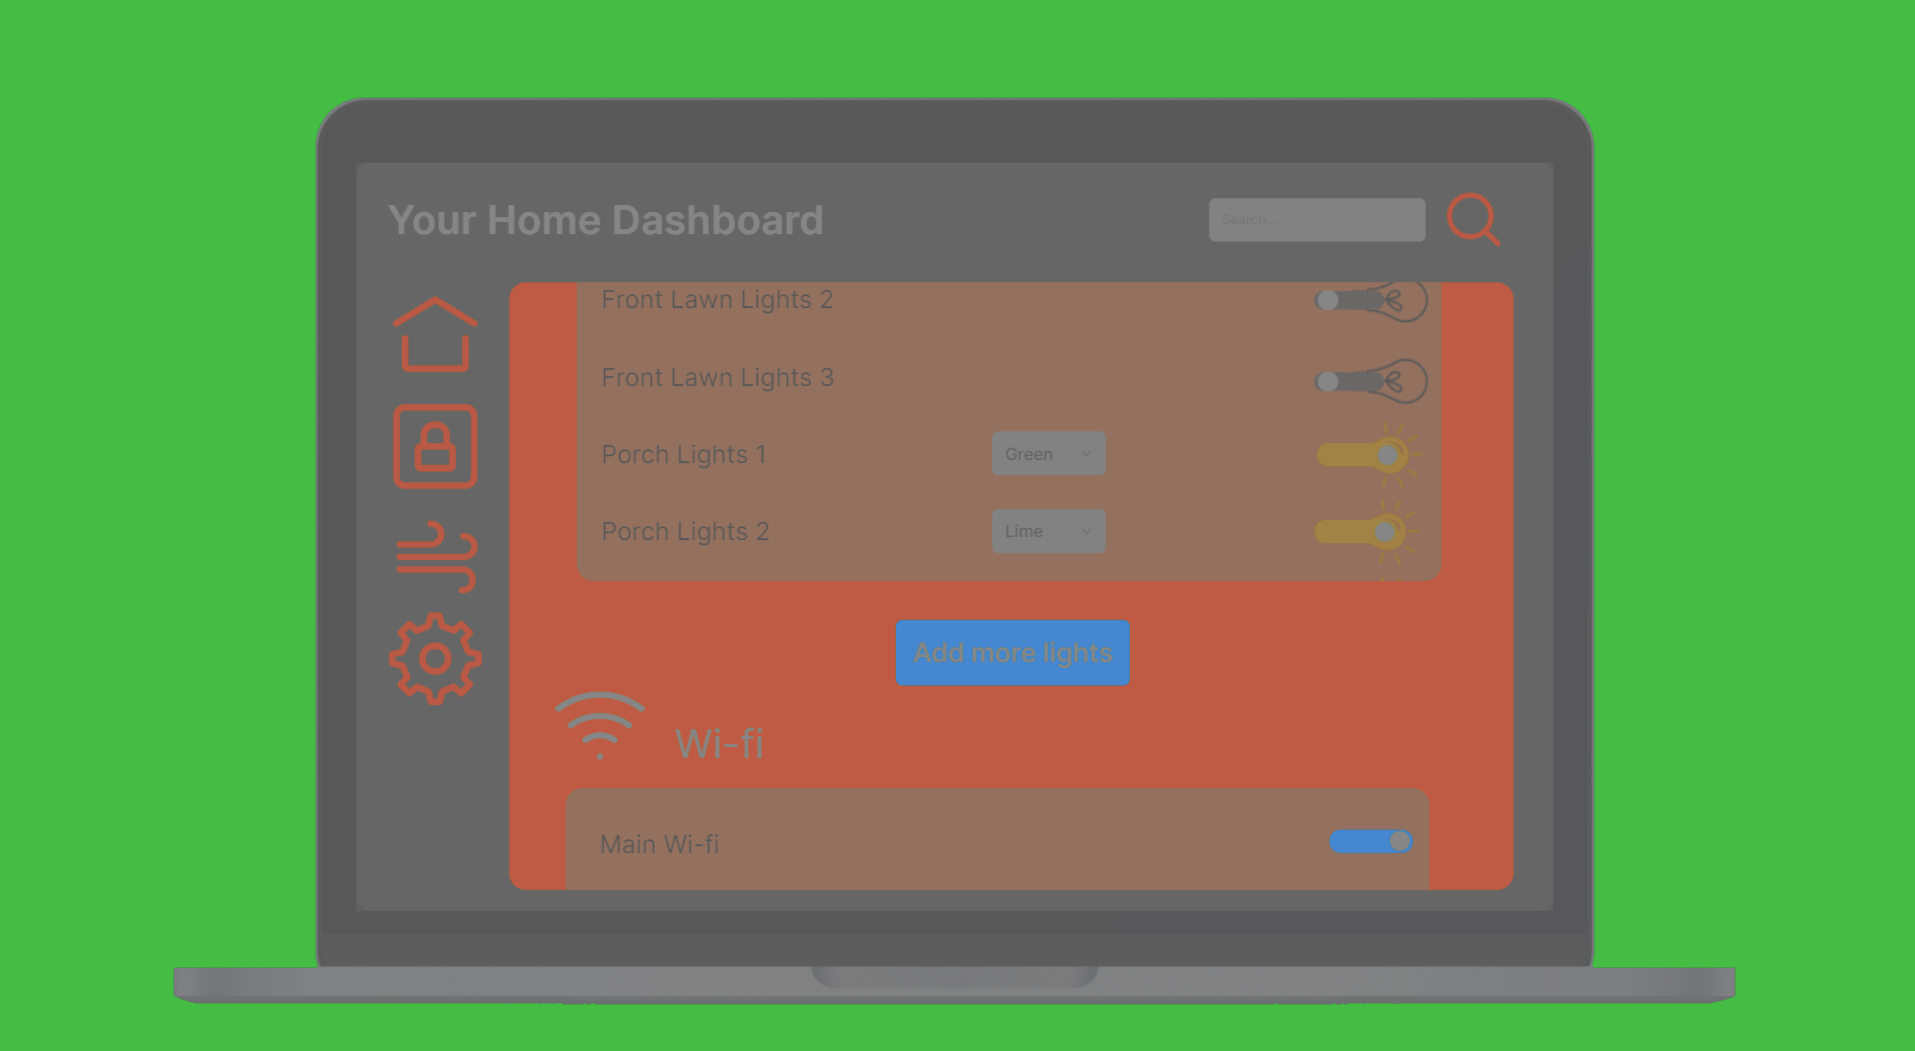 Your Home Dashboard
Search...
Front Lawn Lights 2
Front Lawn Lights 3
Porch Lights 1
Green
Porch Lights 2
Lime
Add more lights
Wi-fi
Main Wi-fi